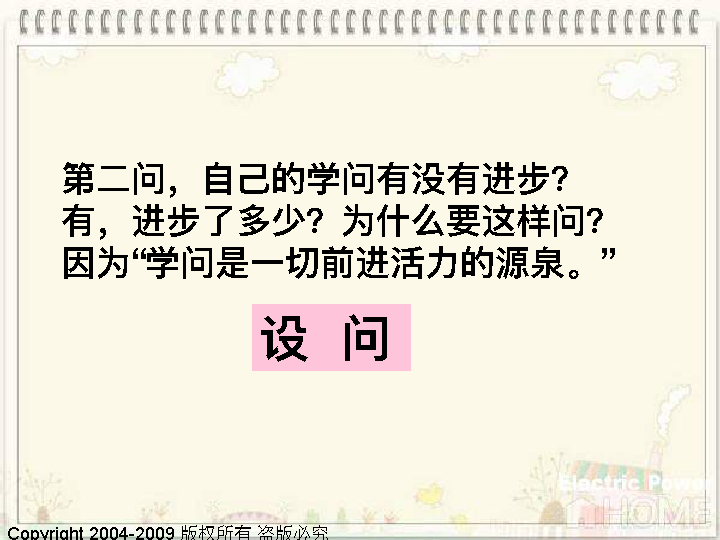 第二问，自己的学问有没有进步？
有，进步了多少？为什么要这样问？
因为“学问是一切前进活力的源泉。”
设 问
Electric Power
HOME
Copyright 2004-2009 版权所有 盗版必究